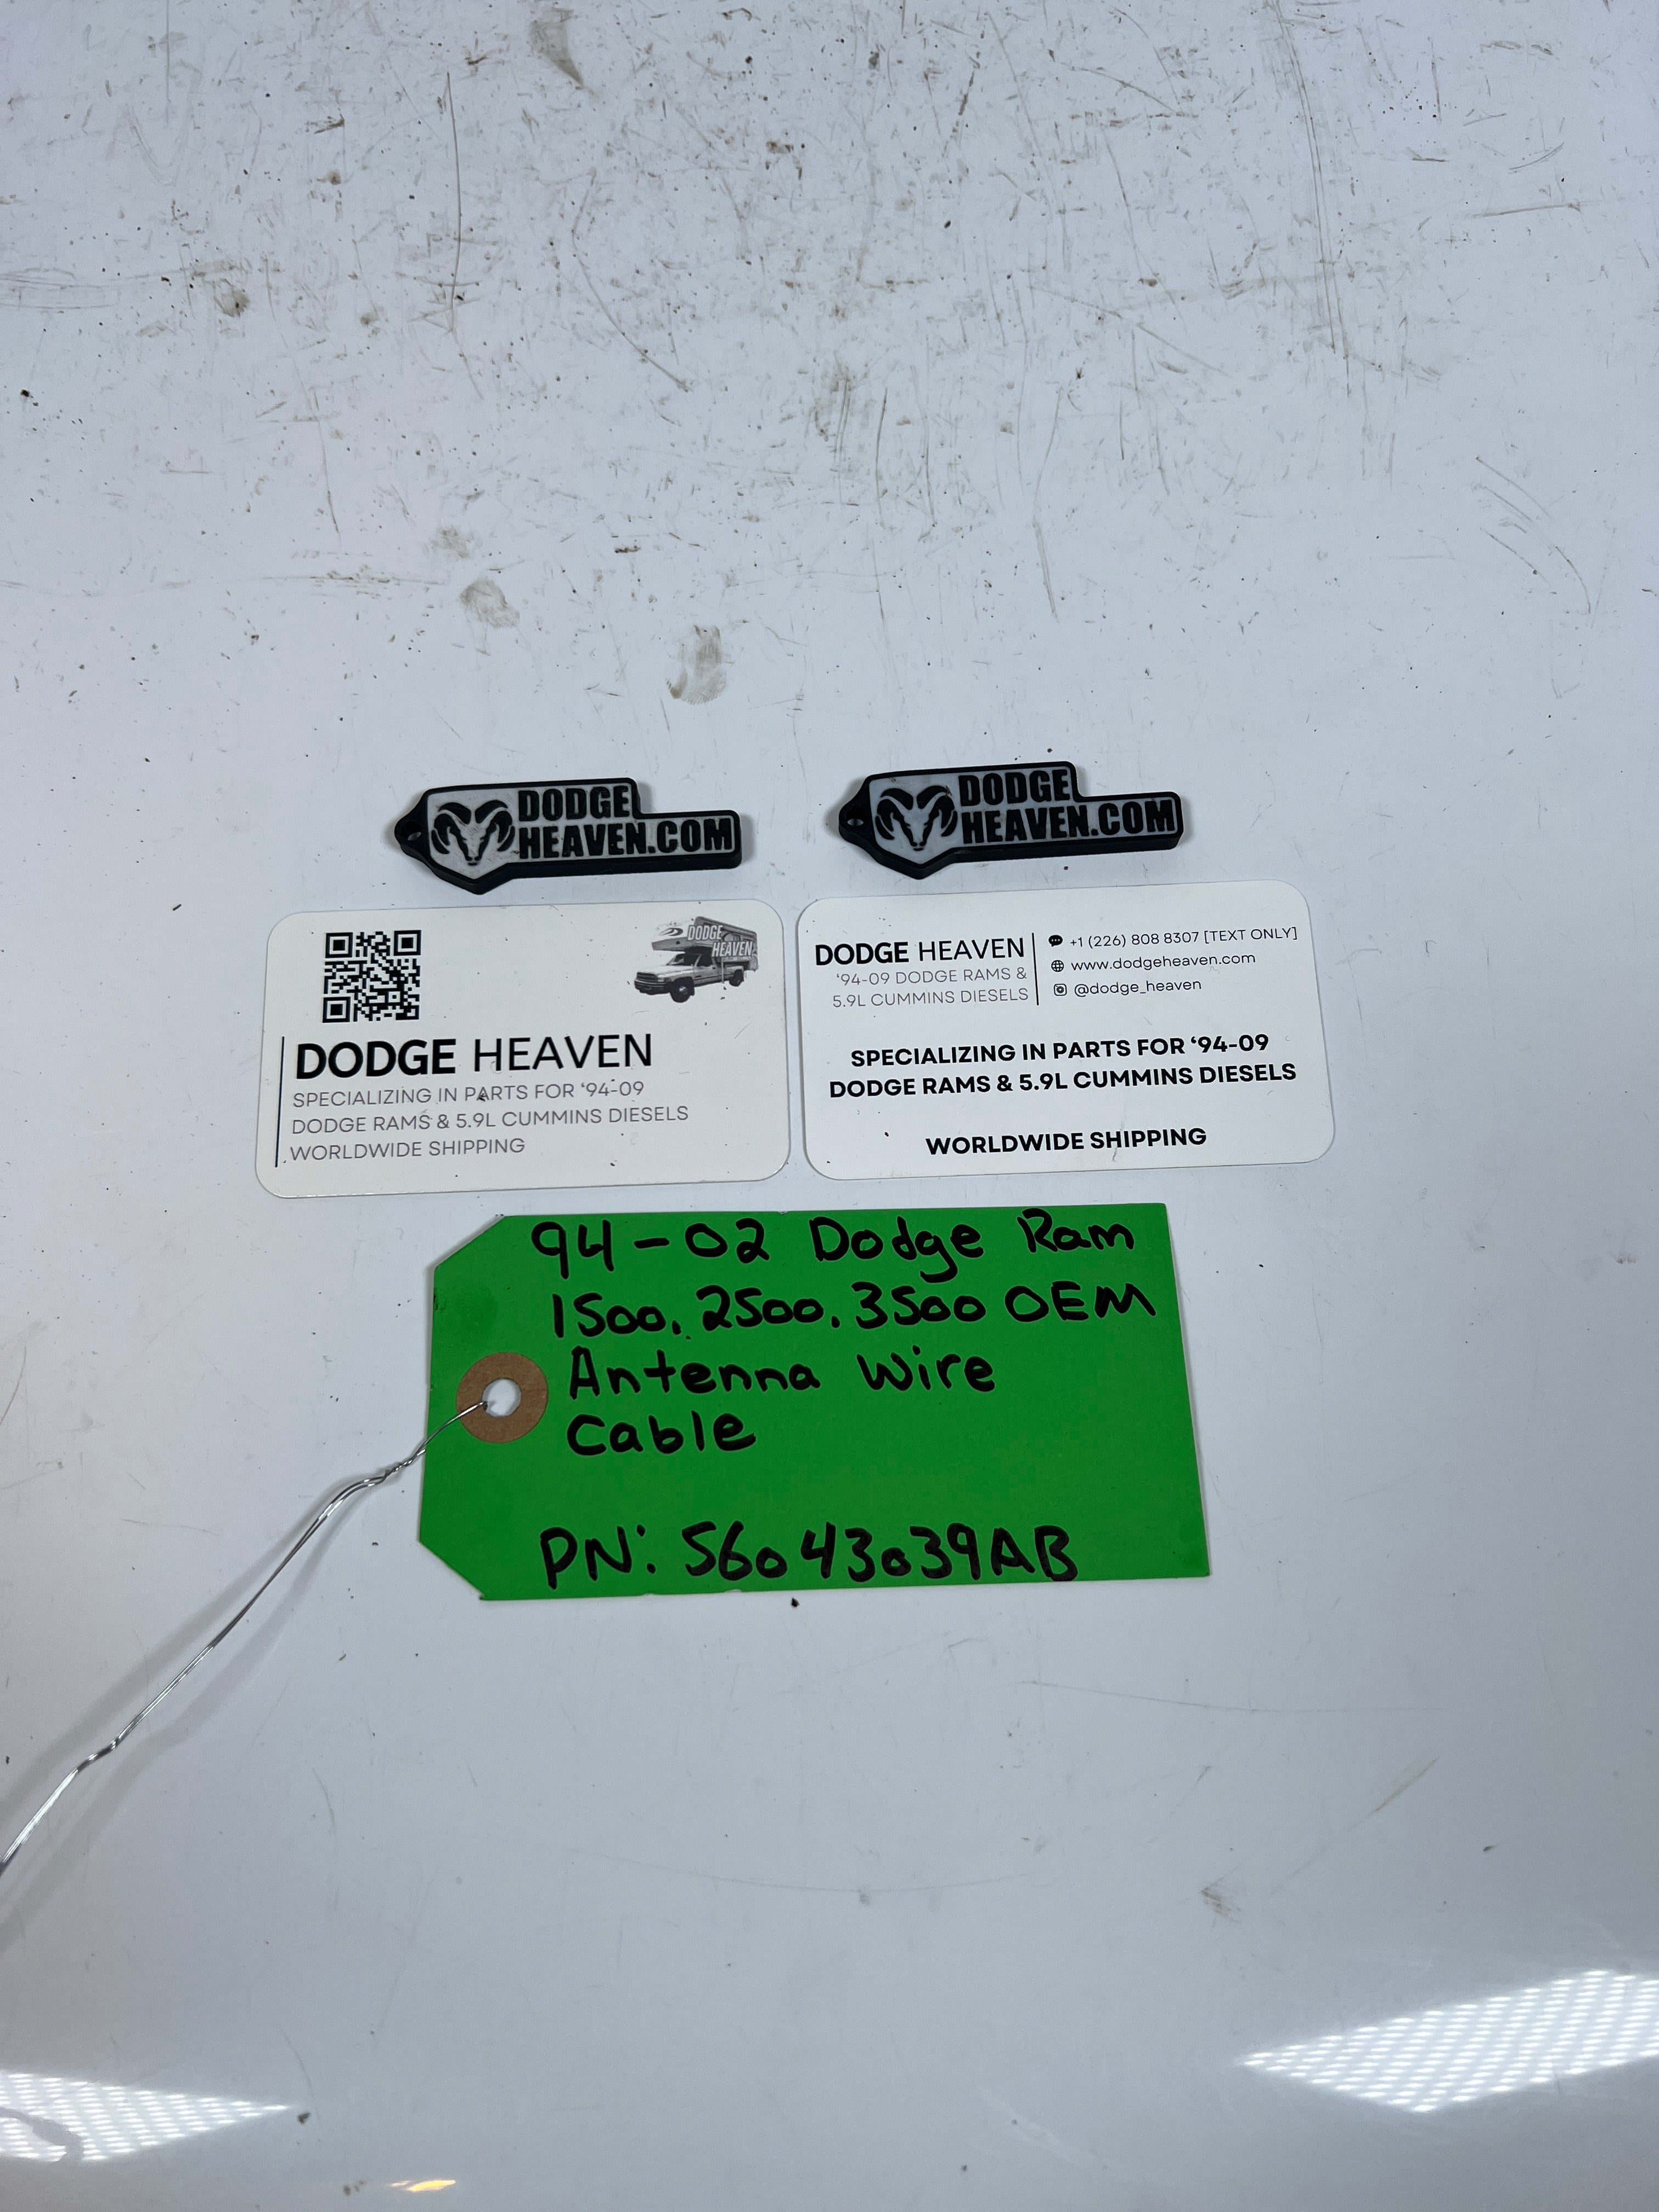 DODGE
HEAVEN.COM
DODGE
HEAVEN.COM
DODGE
HEAVEN
DODGE HEAVEN
SPECIALIZING IN PARTS FOR ‘94-09
DODGE RAMS & 5.9L CUMMINS DIESELS
WORLDWIDE SHIPPING
DODGE HEAVEN
‘94-09 DODGE RAMS &
5.9L CUMMINS DIESELS
+1 (226) 808 8307 [TEXT ONLY]
www.dodgeheaven.com
@dodge_heaven
SPECIALIZING IN PARTS FOR ‘94-09
DODGE RAMS & 5.9L CUMMINS DIESELS
WORLDWIDE SHIPPING
94-02 Dodge Ram
1500, 2500, 3500 OEM
Antenna Wire
Cable
PN: 56043039AB